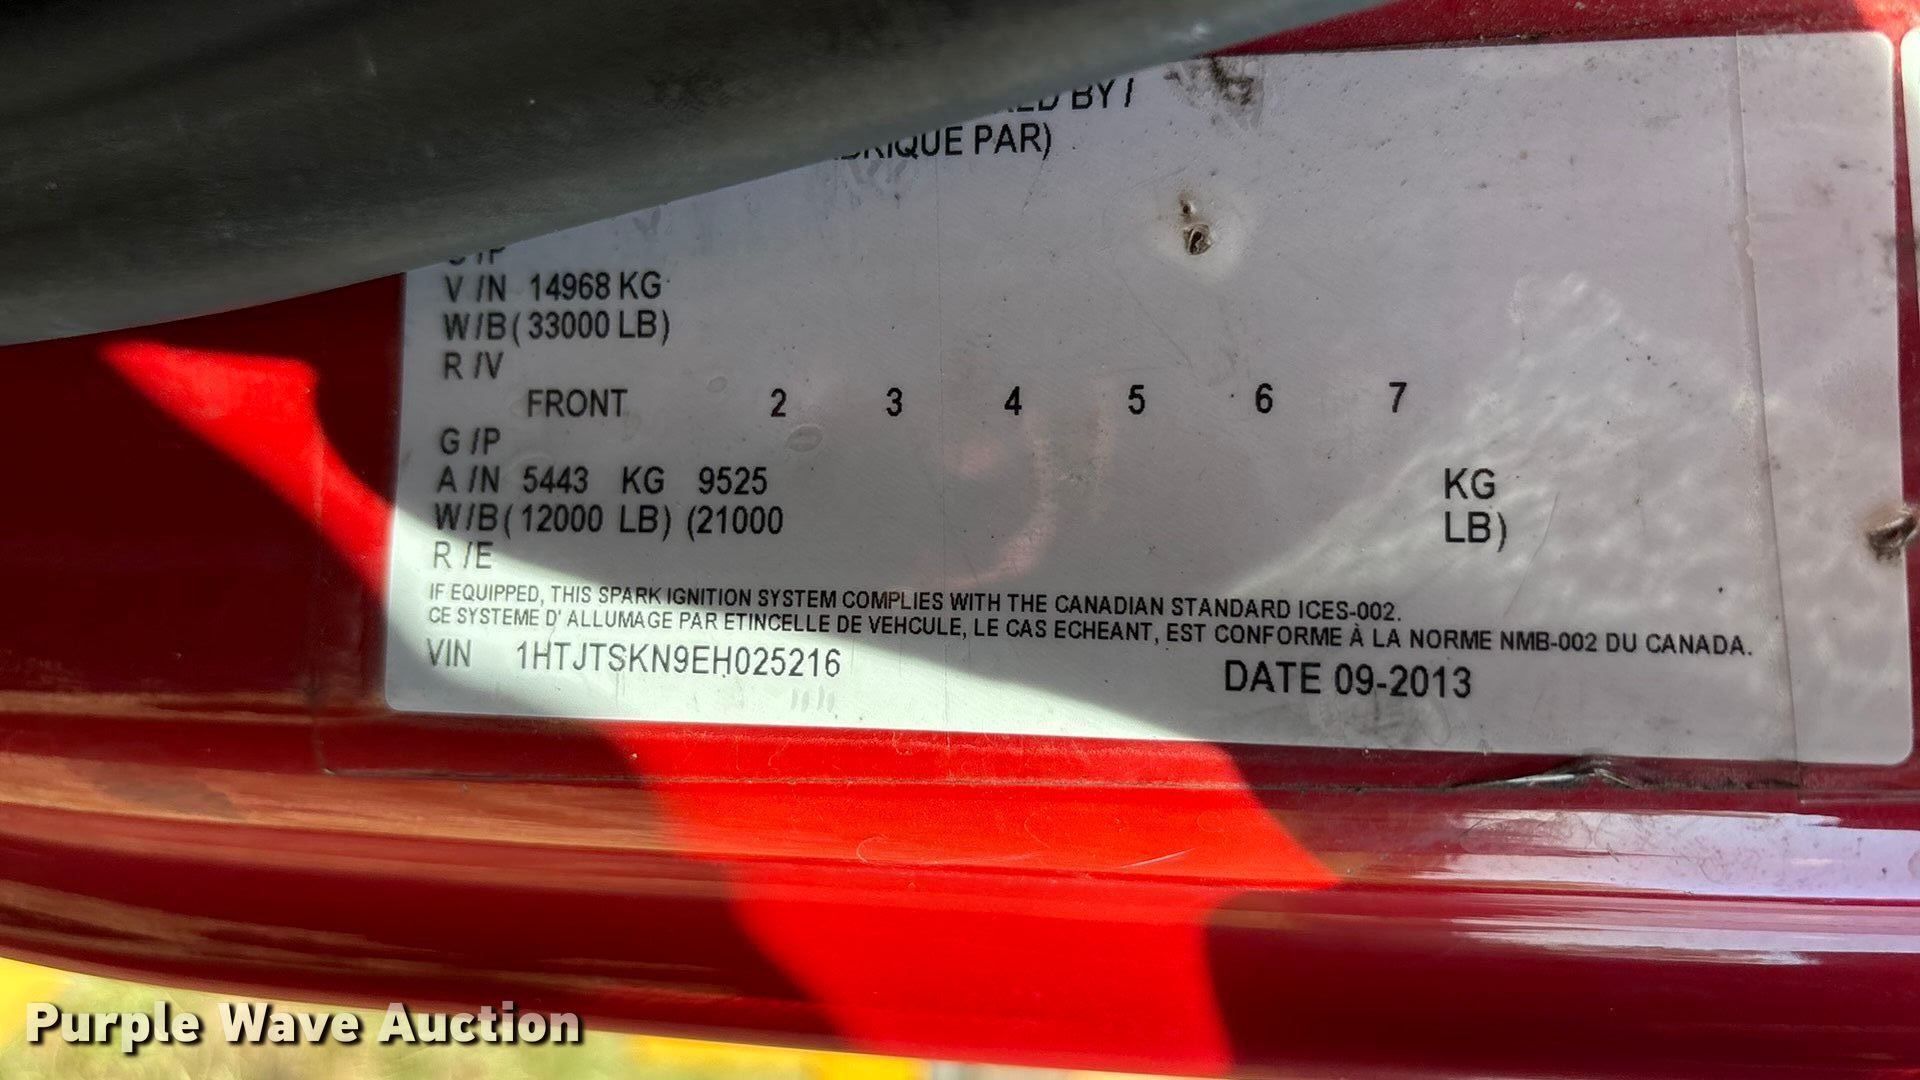 BY /
PAR)
V /N 14968 KG
W/B ( 33000 LB)
R /V
FRONT 2 3 4 5 6 7
G /P
A /N 5443 KG 9525 KG
W/B ( 12000 LB) (21000 LB)
R /E
IF EQUIPPED, THIS SPARK IGNITION SYSTEM COMPLIES WITH THE CANADIAN STANDARD ICES-002.
CE SYSTEME D' ALLUMAGE PAR ETINCELLE DE VEHCULE, LE CAS ECHEANT, EST CONFORME À LA NORME NMB-002 DU CANADA.
VIN 1HTJTSKN9EH025216
DATE 09-2013
Purple Wave Auction